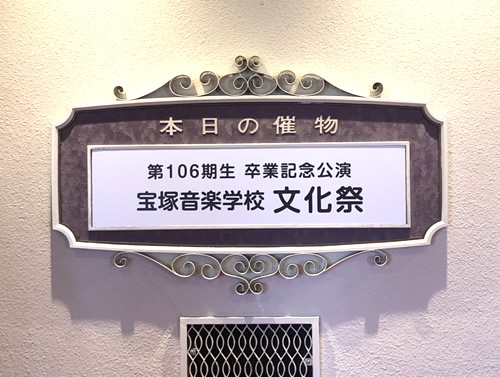 本日の催物
第106期生 卒業記念公演
宝塚音楽学校 文化祭